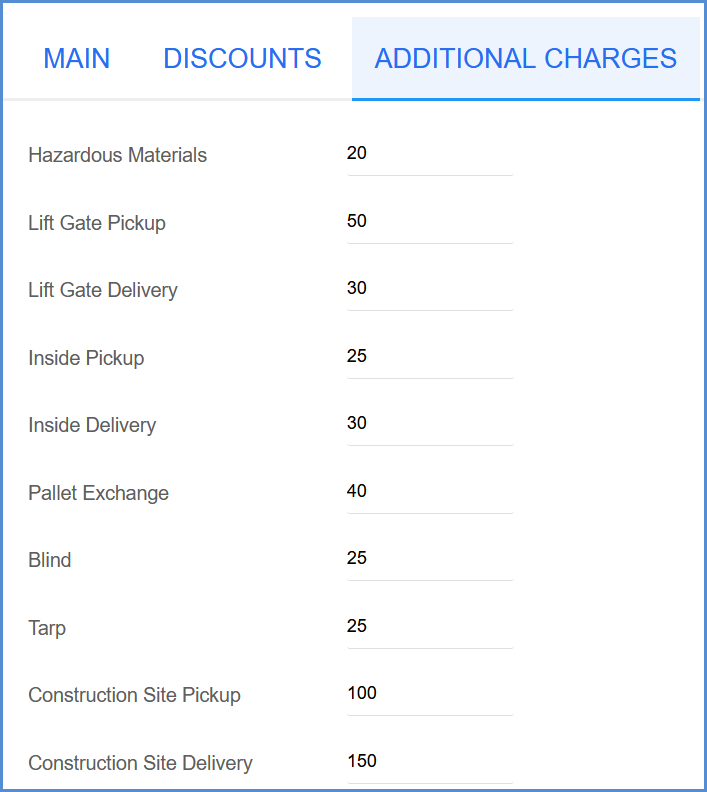 MAIN DISCOUNTS ADDITIONAL CHARGES
Hazardous Materials 20
Lift Gate Pickup 50
Lift Gate Delivery 30
Inside Pickup 25
Inside Delivery 30
Pallet Exchange 40
Blind 25
Tarp 25
Construction Site Pickup 100
Construction Site Delivery 150